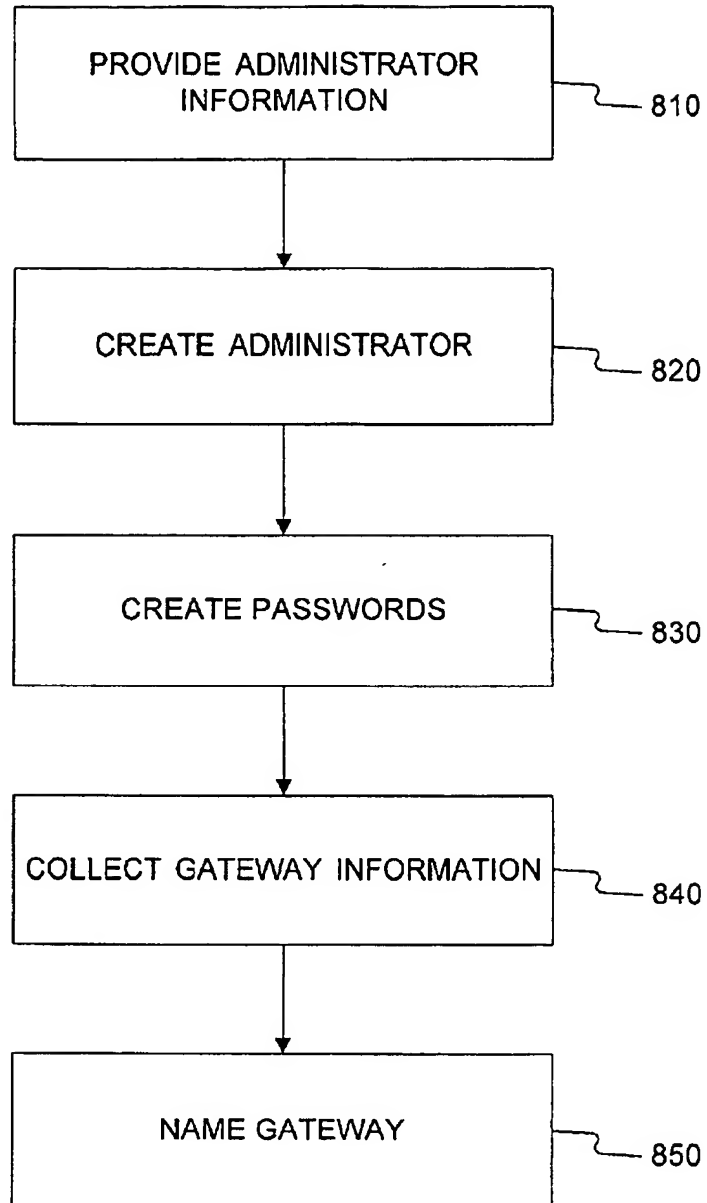 PROVIDE ADMINISTRATOR
INFORMATION
810
CREATE ADMINISTRATOR
820
CREATE PASSWORDS
830
COLLECT GATEWAY INFORMATION
840
NAME GATEWAY
850